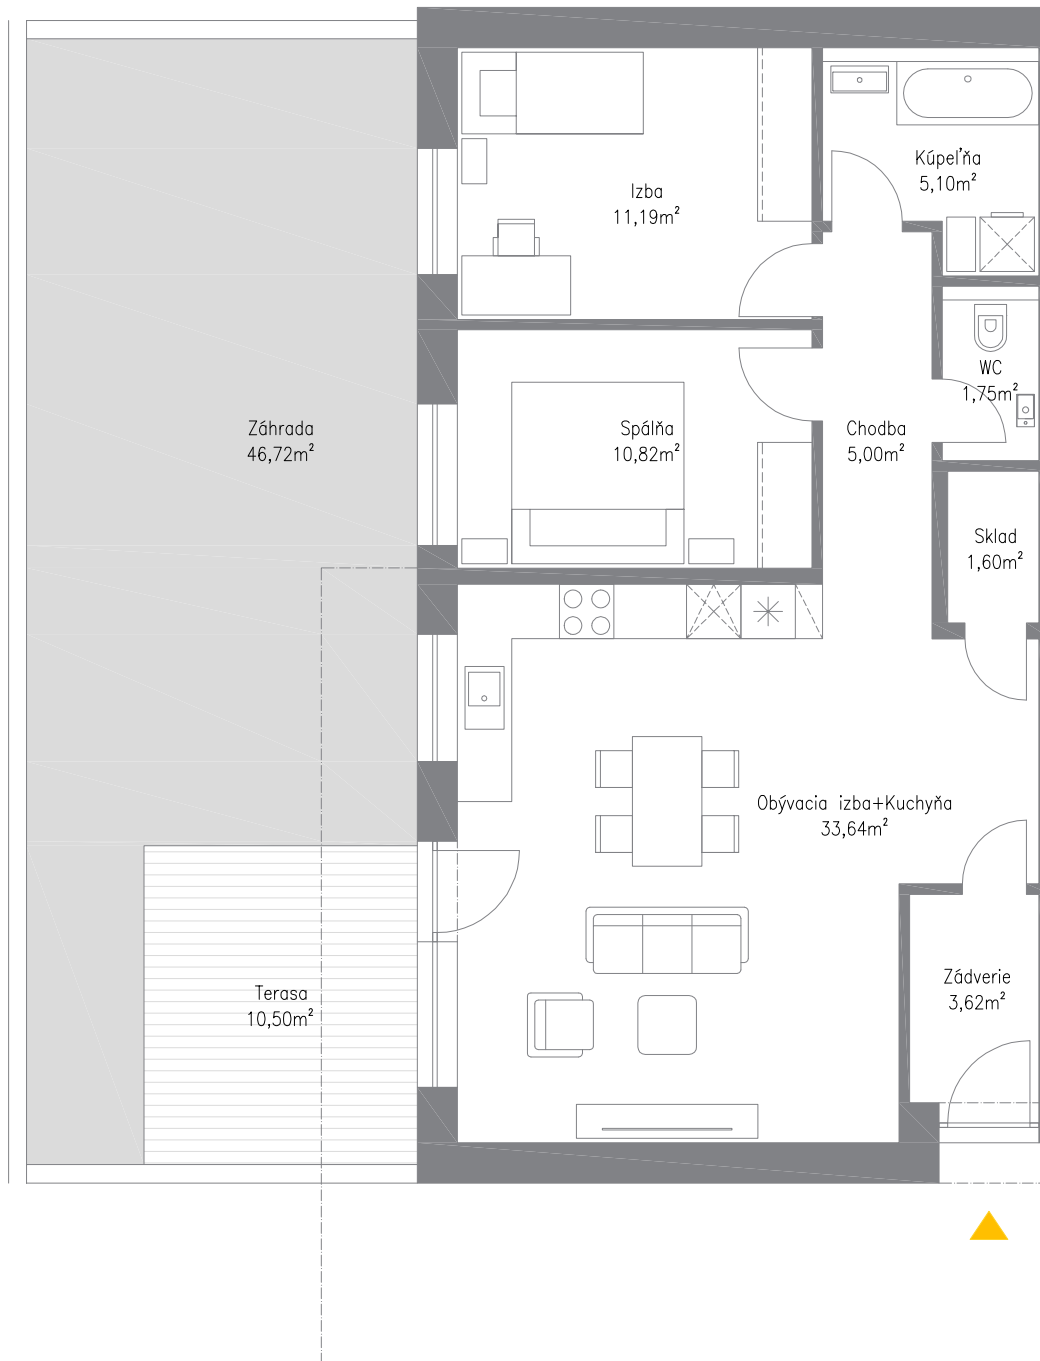 Kúpeľňa
5,10m²
Izba
11,19m²
WC
1,75m²
Záhrada
46,72m²
Spálňa
10,82m²
Chodba
5,00m²
Sklad
1,60m²
Obývacia izba+Kuchyňa
33,64m²
Zádverie
3,62m²
Terasa
10,50m²